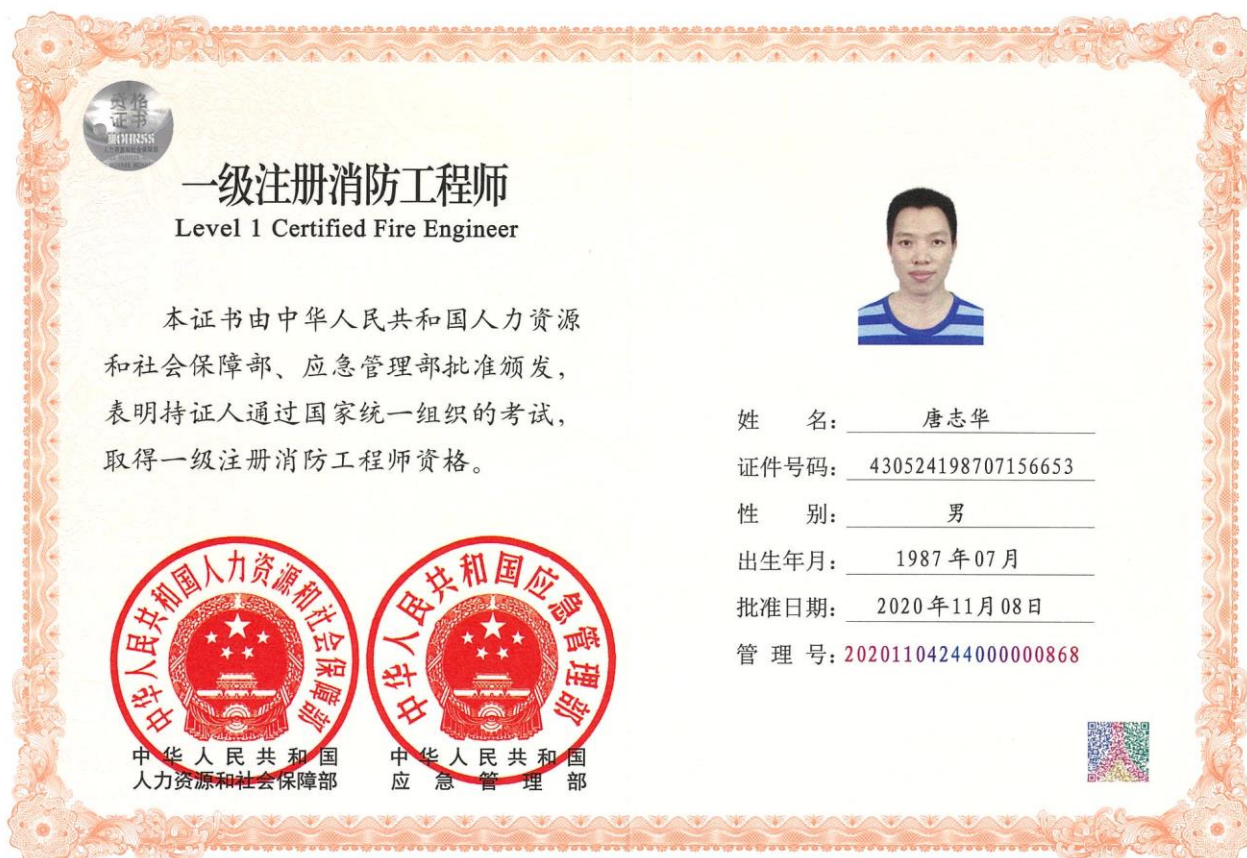 资格
证书
MOHRSS
一级注册消防工程师
Level 1 Certified Fire Engineer
本证书由中华人民共和国人力资源
和社会保障部、应急管理部批准颁发,
表明持证人通过国家统一组织的考试,
取得一级注册消防工程师资格。
中华人民共和国人力资源和社会保障部
中华人民共和国应急管理部
中华人民共和国
人力资源和社会保障部
中华人民共和国
应急管理部
姓 名: 唐志华
证件号码: 430524198707156653
性 别: 男
出生年月: 1987年07月
批准日期: 2020年11月08日
管 理 号: 20201104244000000868